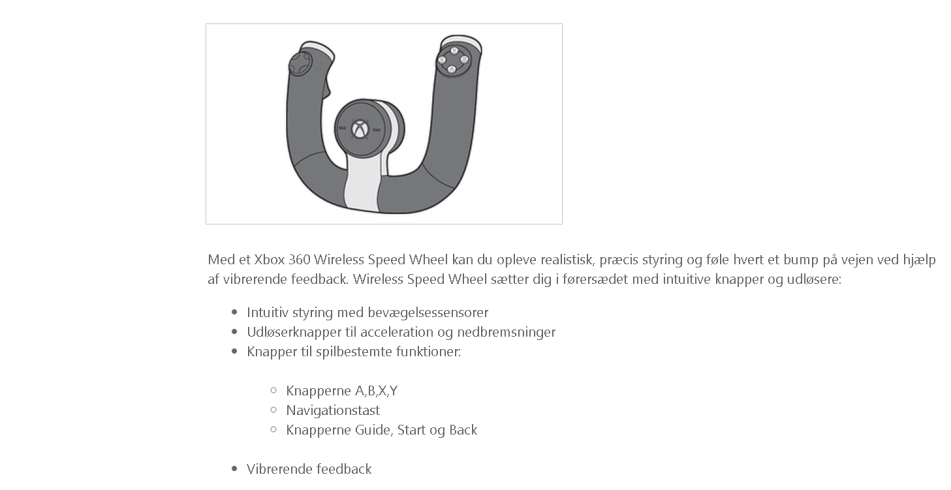 Med et Xbox 360 Wireless Speed Wheel kan du opleve realistisk, præcis styring og føle hvert et bump på vejen ved hjælp
af vibrerende feedback. Wireless Speed Wheel sætter dig i førersædet med intuitive knapper og udløsere:
Intuitiv styring med bevægelsessensorer
Udløserknapper til acceleration og nedbremsninger
Knapper til spilbestemte funktioner:
Knapperne A,B,X,Y
Navigationstast
Knapperne Guide, Start og Back
Vibrerende feedback